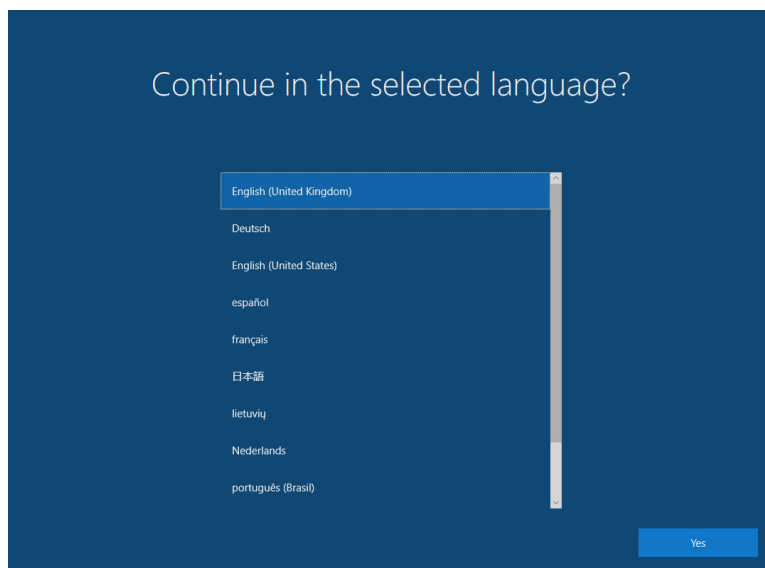 Continue in the selected language?
English (United Kingdom)
Deutsch
English (United States)
español
français
日本語
lietuvių
Nederlands
português (Brasil)
Yes